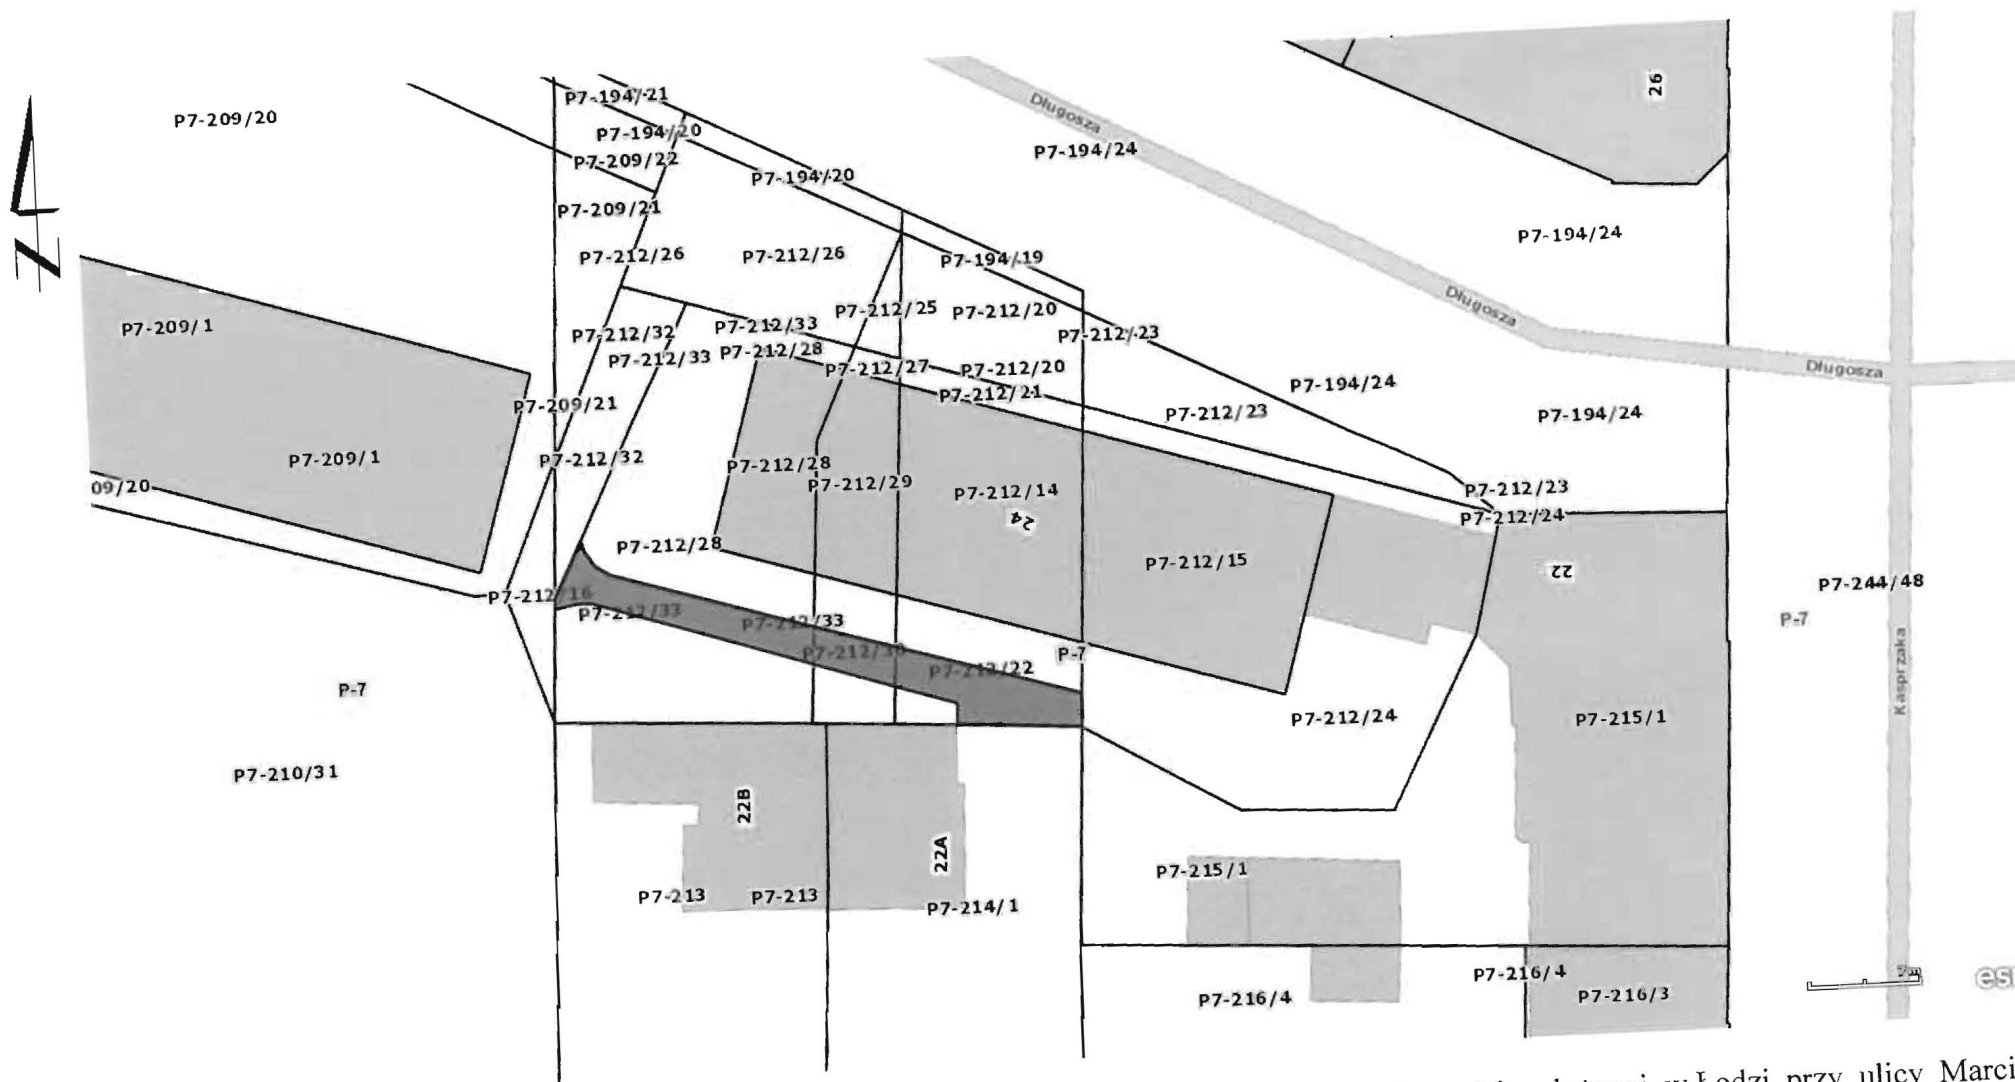 26
Długosza
P7-194/21
P7-209/20
P7-194/20
P7-194/24
P7-209/22
P7-194/20
P7-209/21
P7-194/24
P7-212/26
P7-212/26
P7-194/19
Długosza
P7-212/25
P7-212/20
P7-209/1
P7-212/32
P7-212/33
P7-212/23
P7-212/33
P7-212/28
P7-212/27
P7-212/20
Długosza
P7-194/24
P7-212/21
P7-209/21
P7-212/23
P7-194/24
P7-209/1
P7-212/32
P7-212/28
P7-212/29
P7-212/14
24
09/20
P7-212/23
P7-212/24
P7-212/28
P7-212/15
22
P7-244/48
P7-212/16
P7-212/33
P7-212/33
P-7
P-7
P7-212/22
Kasprzaka
P-7
P7-212/24
P7-215/1
P7-210/31
22B
22A
P7-215/1
P7-213
P7-213
P7-214/1
P7-216/4
P7-216/4
P7-216/3
N
w Łodzi przy ulicy Marci